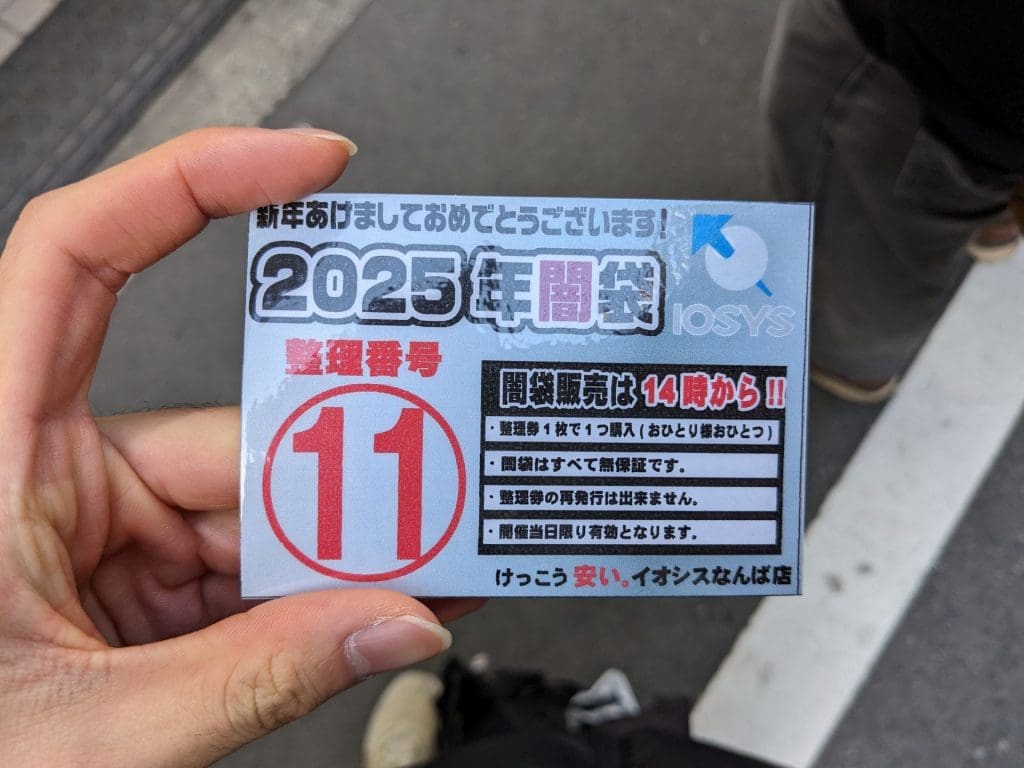 新年あけましておめでとうございます!
2025年闇袋
IOSYS
整理番号
11
闇袋販売は14時から!!
・整理券1枚で1つ購入(おひとり様おひとつ)
・闇袋はすべて無保証です。
・整理券の再発行は出来ません。
・開催当日限り有効となります。
けっこう安い。イオシスなんば店